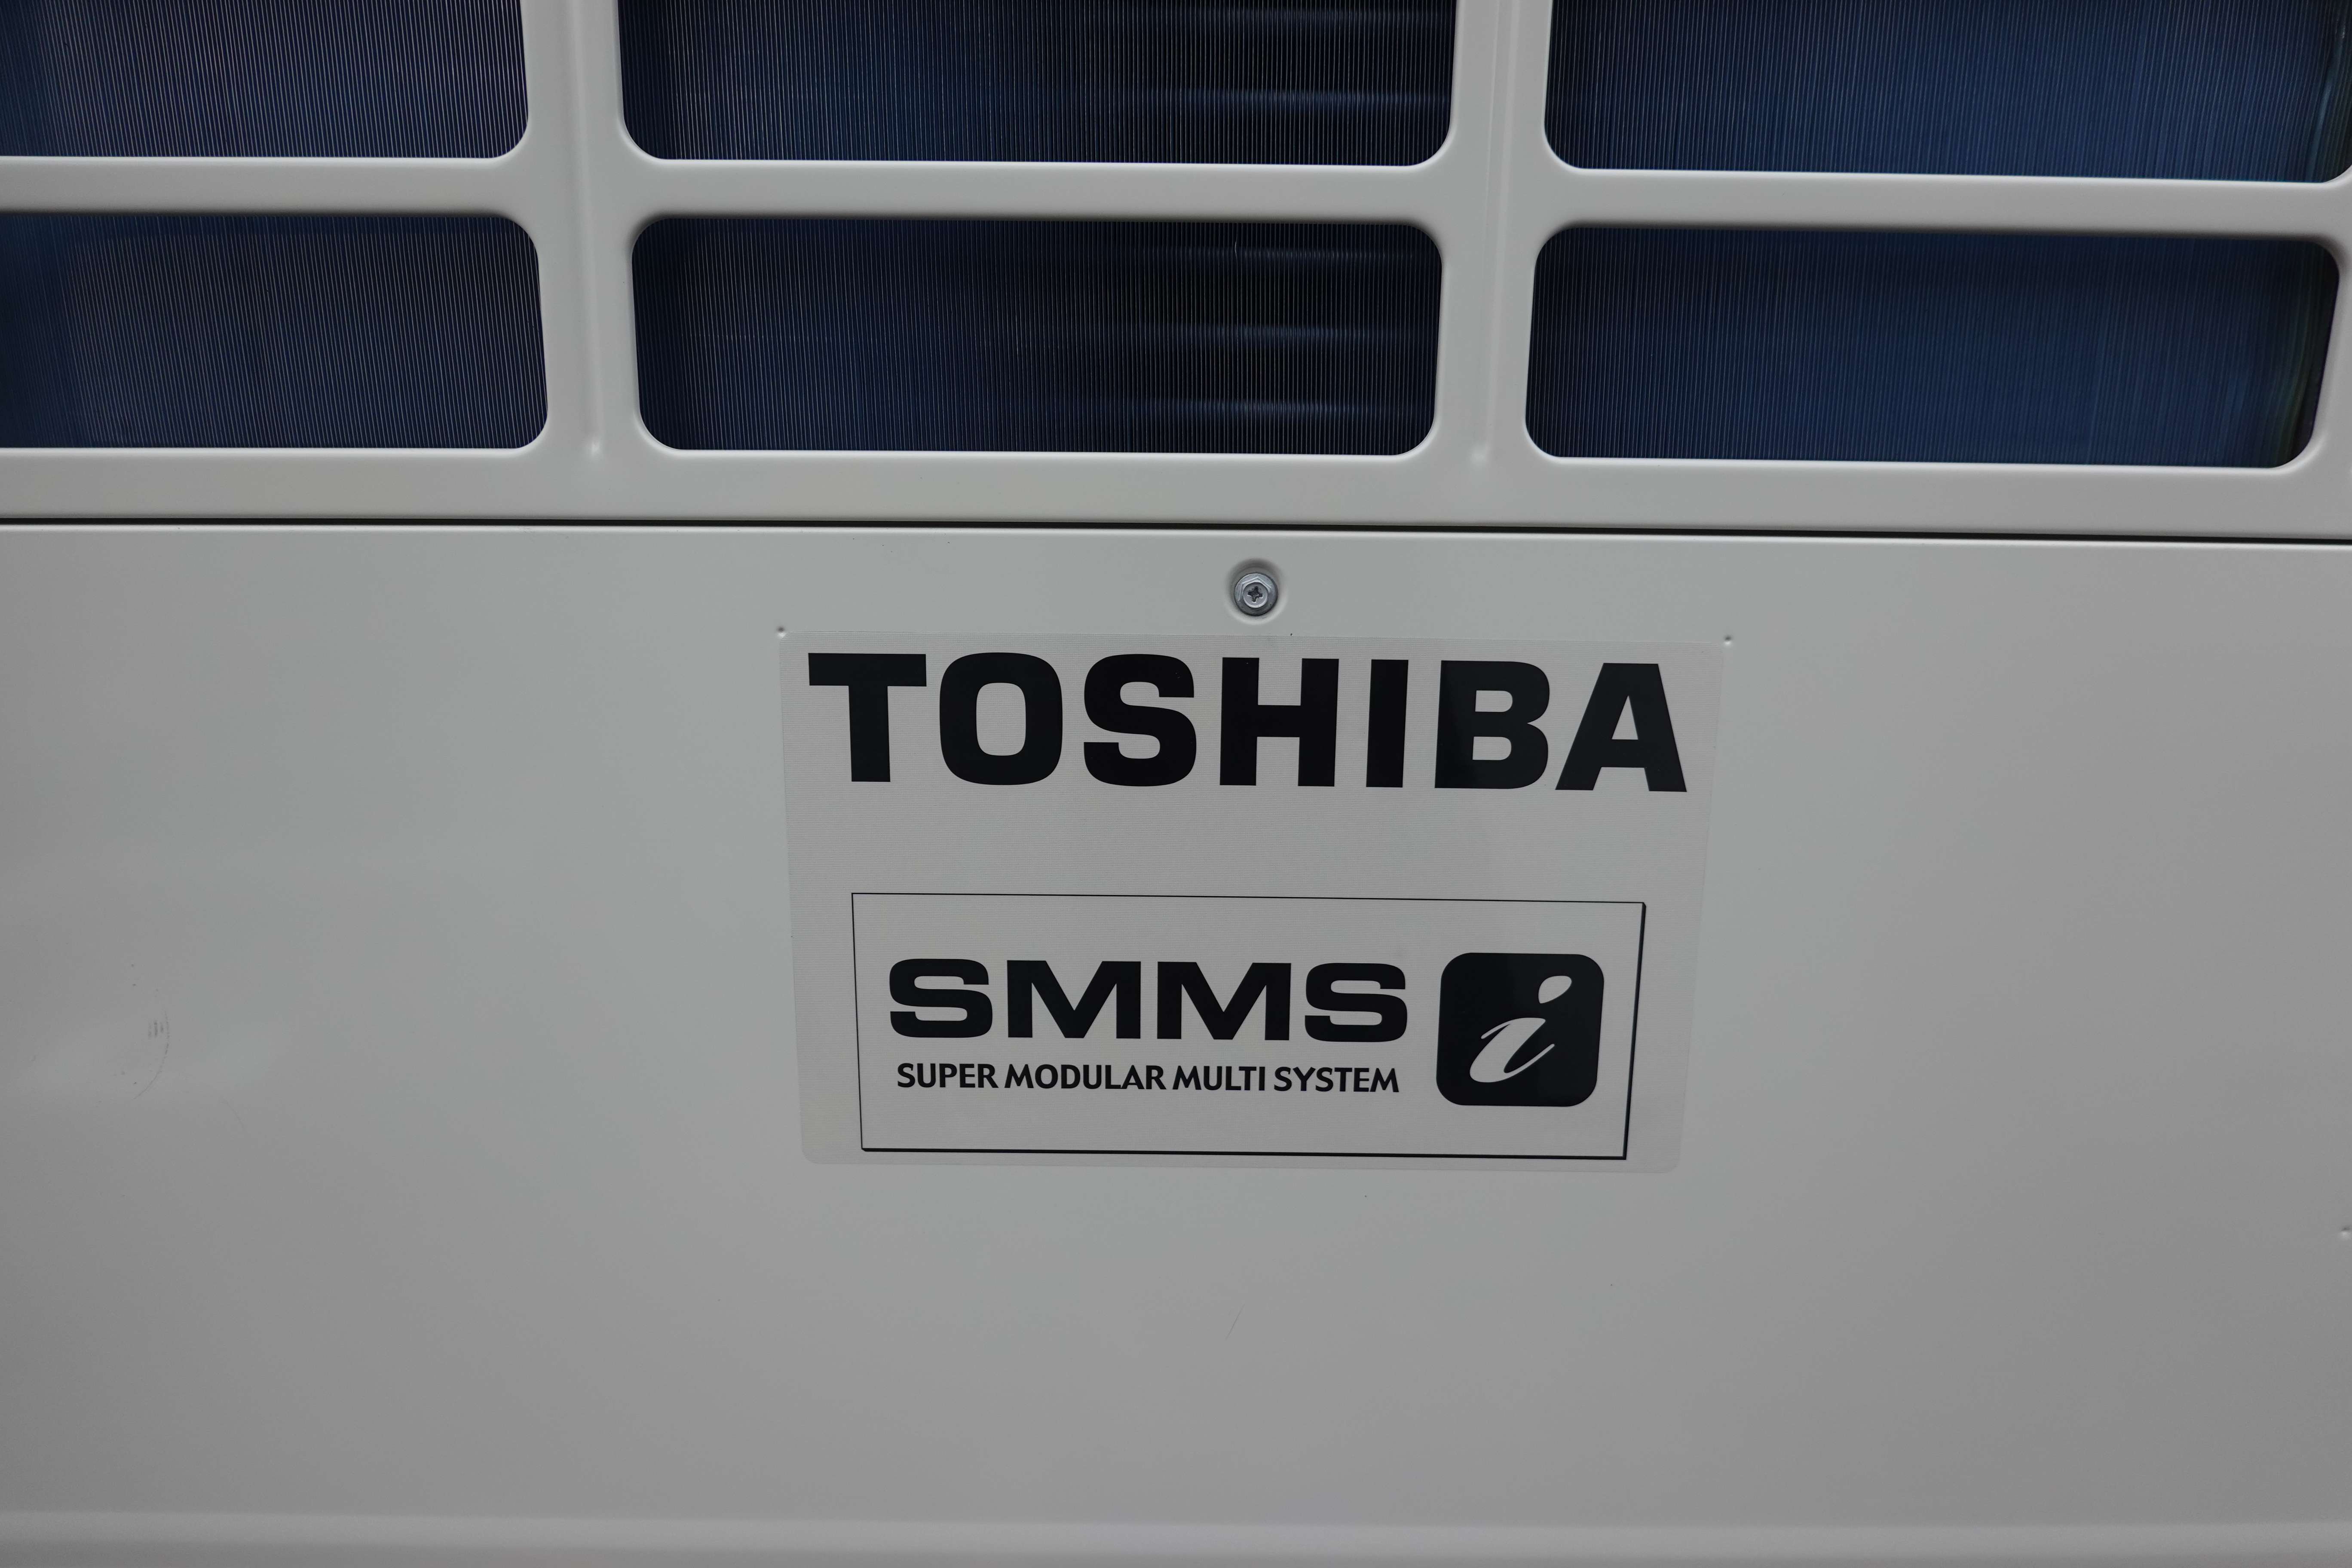 TOSHIBA
SMMS i
SUPER MODULAR MULTI SYSTEM